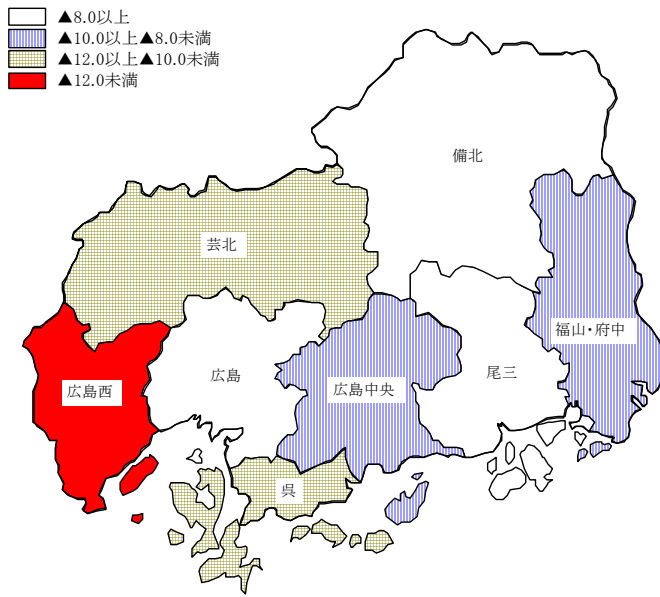 ▲8.0以上
▲10.0以上▲8.0未満
▲12.0以上▲10.0未満
▲12.0未満
備北
芸北
福山・府中
広島
尾三
広島西
広島中央
呉